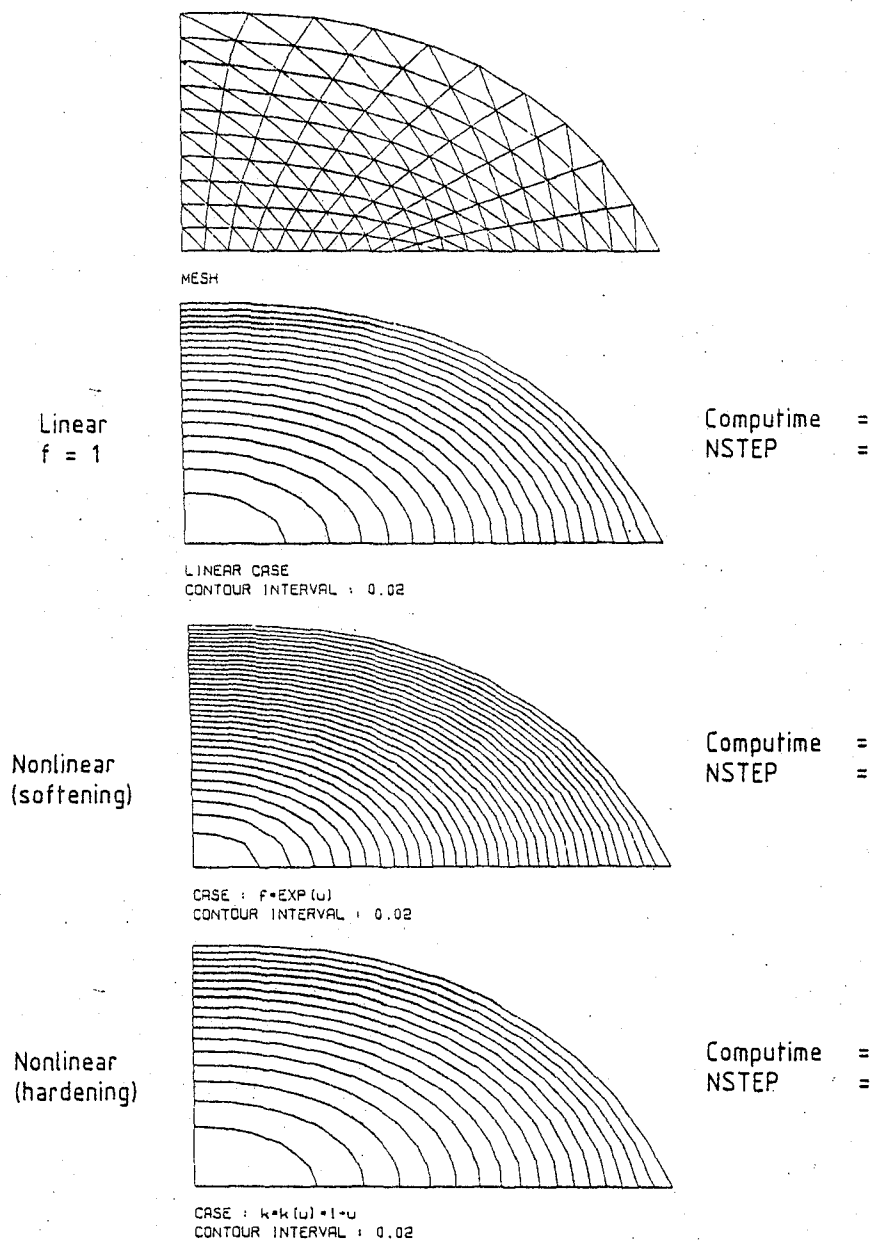 MESH
Linear
f = 1
Computime =
NSTEP =
LINEAR CASE
CONTOUR INTERVAL : 0.02
Nonlinear
(softening)
Computime =
NSTEP =
CASE : f=EXP(u)
CONTOUR INTERVAL : 0.02
Nonlinear
(hardening)
Computime =
NSTEP =
CASE : k=k(u)=1+u
CONTOUR INTERVAL : 0.02